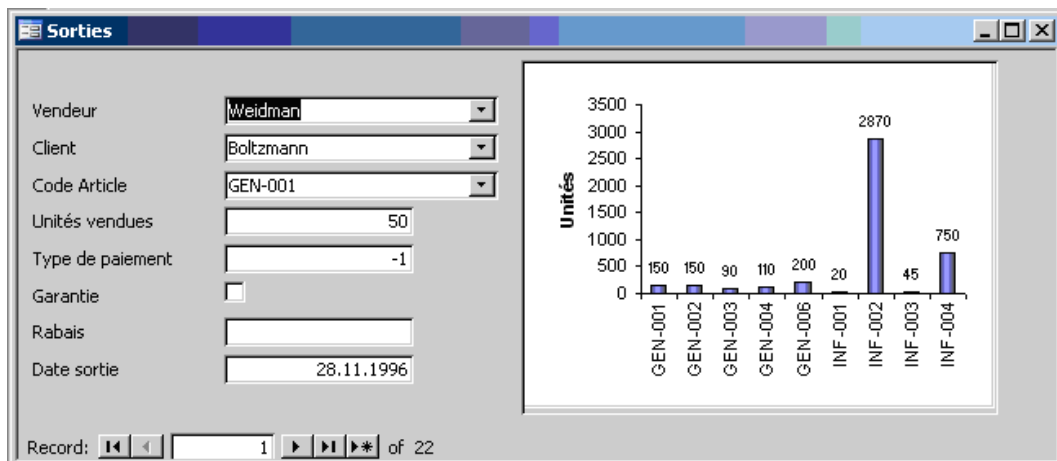 Sorties
Vendeur Weidman
Client Boltzmann
Code Article GEN-001
Unités vendues 50
Type de paiement -1
Garantie
Rabais
Date sortie 28.11.1996
Record: 1 of 22
Unités
3500
3000
2500
2000
1500
1000
500
0
150 150 90 110 200 20 2870 45 750
GEN-001 GEN-002 GEN-003 GEN-004 GEN-006 INF-001 INF-002 INF-003 INF-004